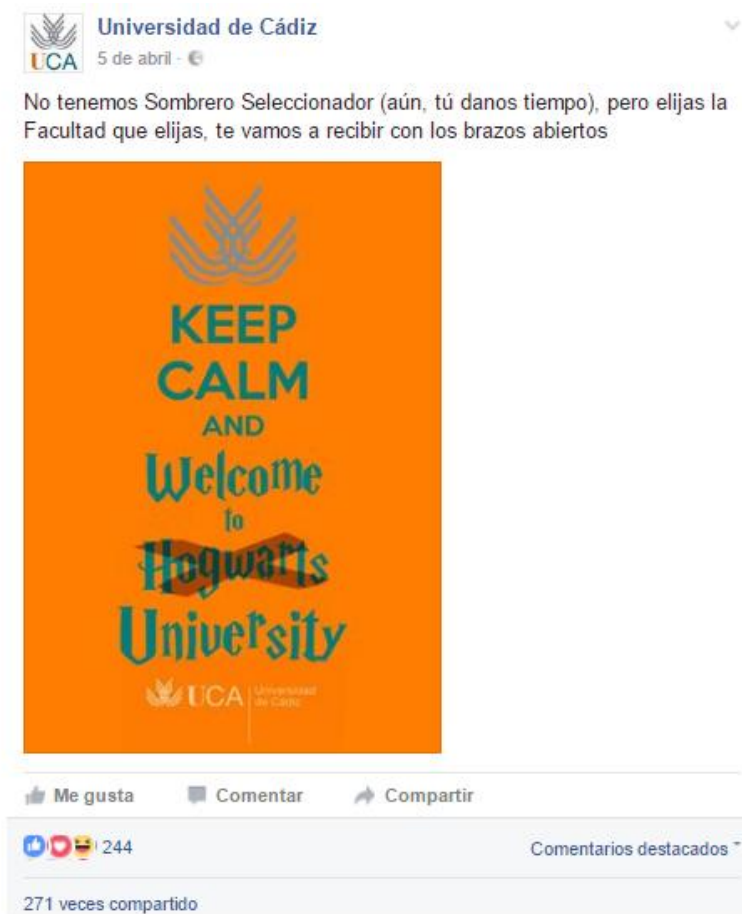 Universidad de Cádiz
UCA
5 de abril ·
No tenemos Sombrero Seleccionador (aún, tú danos tiempo), pero elijas la
Facultad que elijas, te vamos a recibir con los brazos abiertos
KEEP
CALM
AND
Welcome
to
Hogwarts
University
UCA
Universidad
de Cádiz
Me gusta Comentar Compartir
244
Comentarios destacados
271 veces compartido